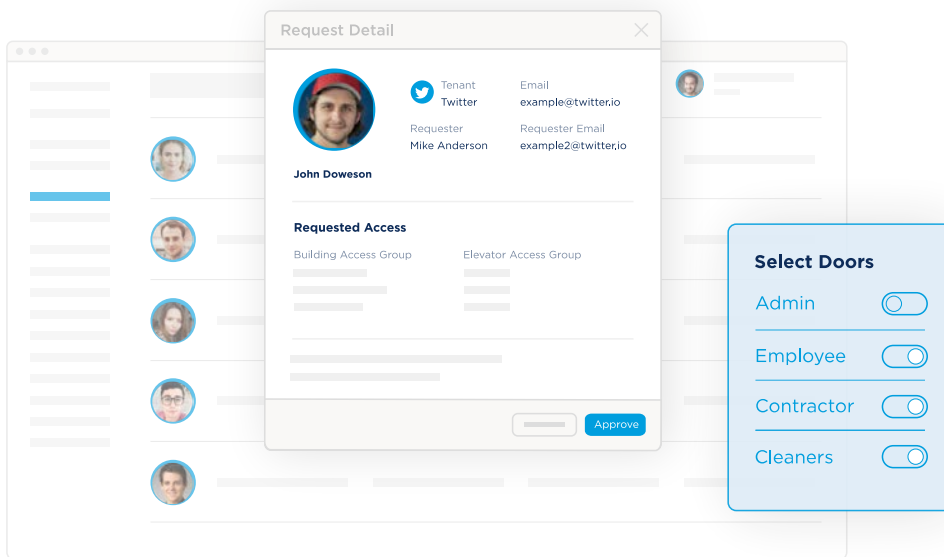 Request Detail
Tenant
Twitter
Email
example@twitter.io
Requester
Mike Anderson
Requester Email
example2@twitter,io
John Doweson
Requested Access
Building Access Group
Elevator Access Group
Approve
Select Doors
Admin
Employee
Contractor
Cleaners